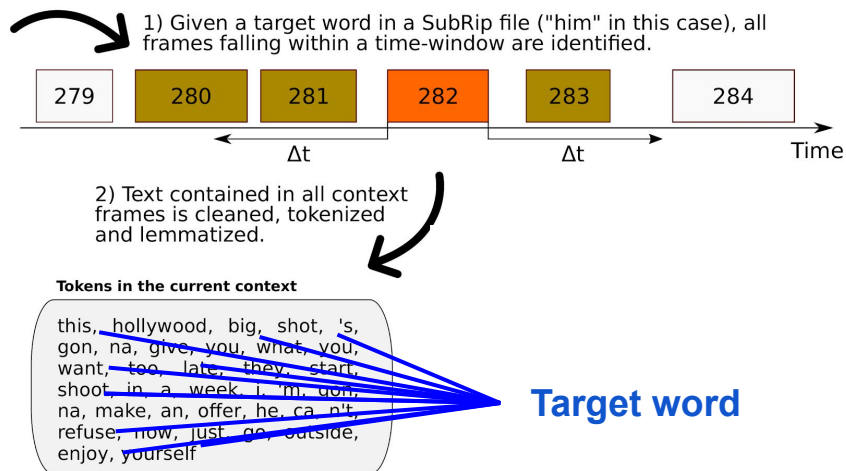 1) Given a target word in a SubRip file ("him" in this case), all
frames falling within a time-window are identified.
279 280 281 282 283 284
Δt Δt
Time
2) Text contained in all context
frames is cleaned, tokenized
and lemmatized.
Tokens in the current context
this, hollywood, big, shot, 's,
gon, na, give, you, what, you,
want, too, late, they, start,
shoot, in, a, week, i, 'm, gon,
na, make, an, offer, he, ca, n't,
refuse, now, just, go, outside,
enjoy, yourself
Target word